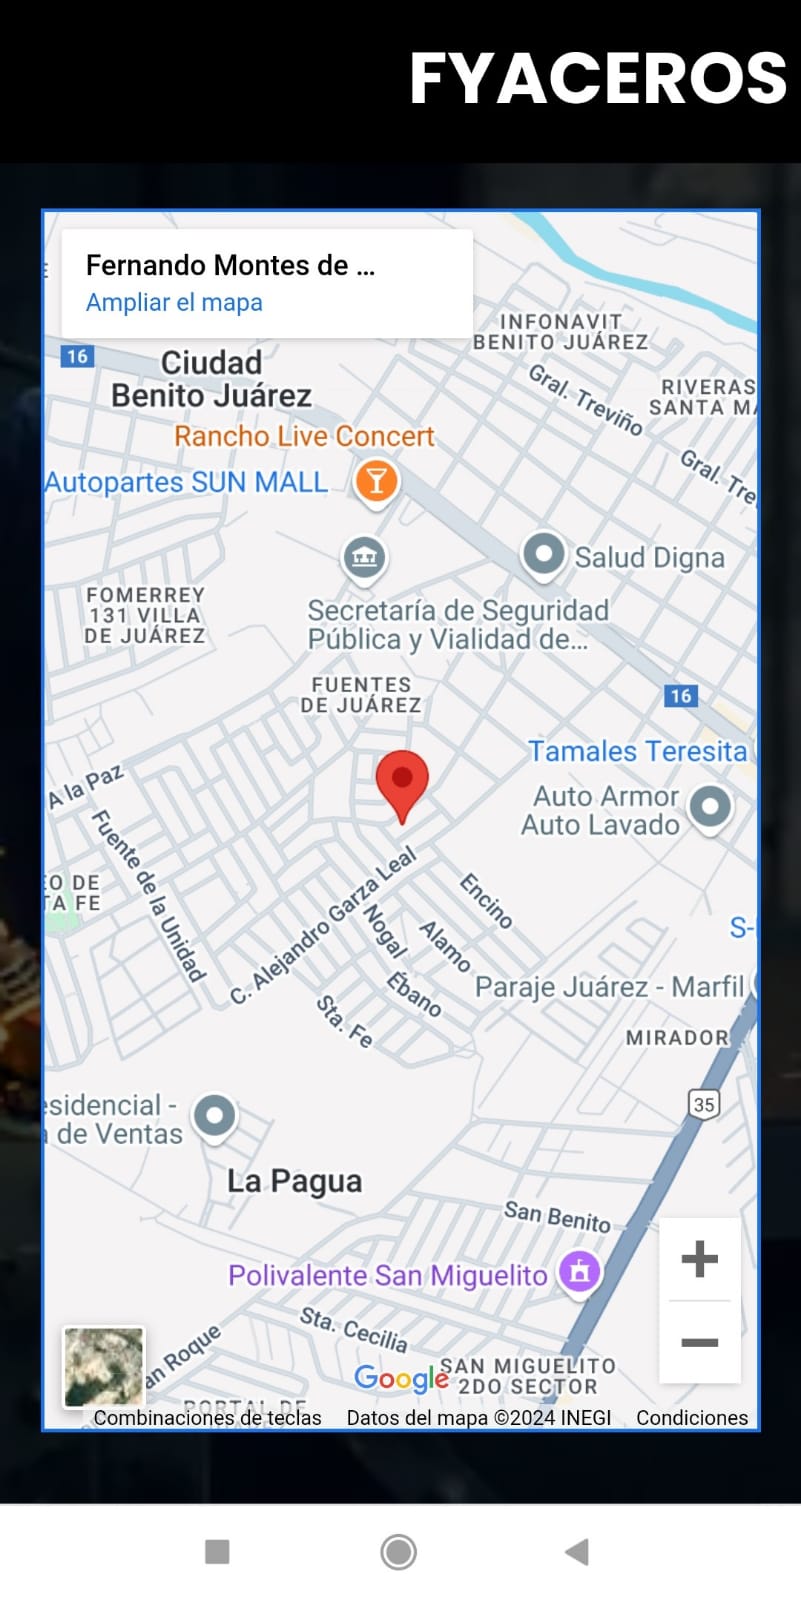 FYACEROS
Fernando Montes de ...
Ampliar el mapa
INFONAVIT
BENITO JUÁREZ
16
Ciudad
Benito Juárez
Gral. Treviño
RIVERAS
SANTA
Rancho Live Concert
Autopartes SUN MALL
Gral. Tre
Salud Digna
FOMERREY
131 VILLA
DE JUÁREZ
Secretaría de Seguridad
Pública y Vialidad de...
FUENTES
DE JUÁREZ
16
Tamales Teresita
A la Paz
Auto Armor
Auto Lavado
Fuente de la Unidad
O DE
TA FE
C. Alejandro Garza Leal
Encino
Nogal
Alamo
S-
Ébano
Paraje Juárez - Marfil
Sta. Fe
MIRADOR
35
esidencial -
de Ventas
La Pagua
San Benito
Polivalente San Miguelito
Sta. Cecilia
an Roque
Google
SAN MIGUELITO
2DO SECTOR
PORTAL DE
Combinaciones de teclas
Datos del mapa ©2024 INEGI
Condiciones